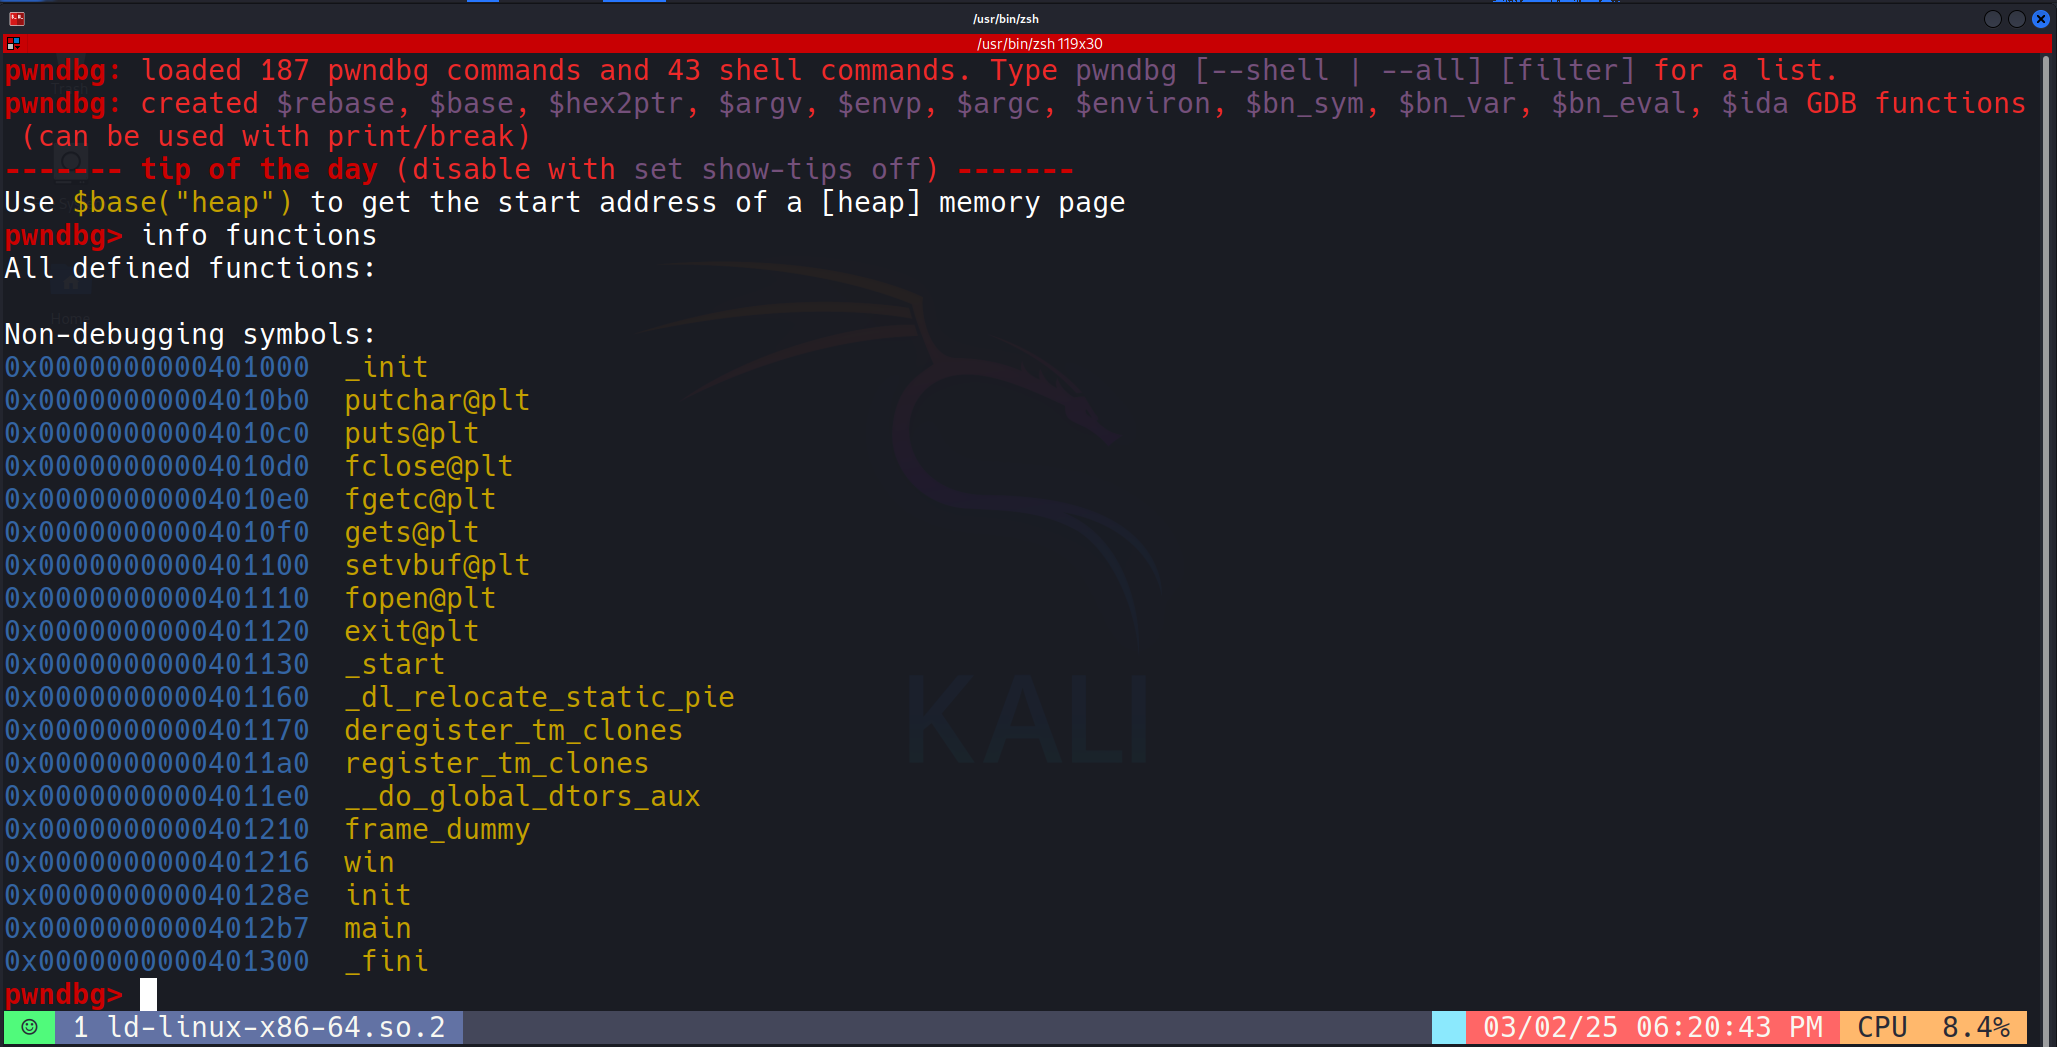 /usr/bin/zsh
/usr/bin/zsh 119x30
pwndbg: loaded 187 pwndbg commands and 43 shell commands. Type pwndbg [--shell | --all] [filter] for a list.
pwndbg: created $rebase, $base, $hex2ptr, $argv, $envp, $argc, $environ, $bn_sym, $bn_var, $bn_eval, $ida GDB functions
(can be used with print/break)
------- tip of the day (disable with set show-tips off) -------
Use $base("heap") to get the start address of a [heap] memory page
pwndbg> info functions
All defined functions:
Home
Non-debugging symbols:
0x0000000000401000  _init
0x00000000004010b0  putchar@plt
0x00000000004010c0  puts@plt
0x00000000004010d0  fclose@plt
0x00000000004010e0  fgetc@plt
0x00000000004010f0  gets@plt
0x0000000000401100  setvbuf@plt
0x0000000000401110  fopen@plt
0x0000000000401120  exit@plt
0x0000000000401130  _start
0x0000000000401160  _dl_relocate_static_pie
0x0000000000401170  deregister_tm_clones
0x00000000004011a0  register_tm_clones
0x00000000004011e0  __do_global_dtors_aux
0x0000000000401210  frame_dummy
0x0000000000401216  win
0x000000000040128e  init
0x00000000004012b7  main
0x0000000000401300  _fini
KALI
pwndbg>
1 ld-linux-x86-64.so.2 03/02/25 06:20:43 PM CPU 8.4%